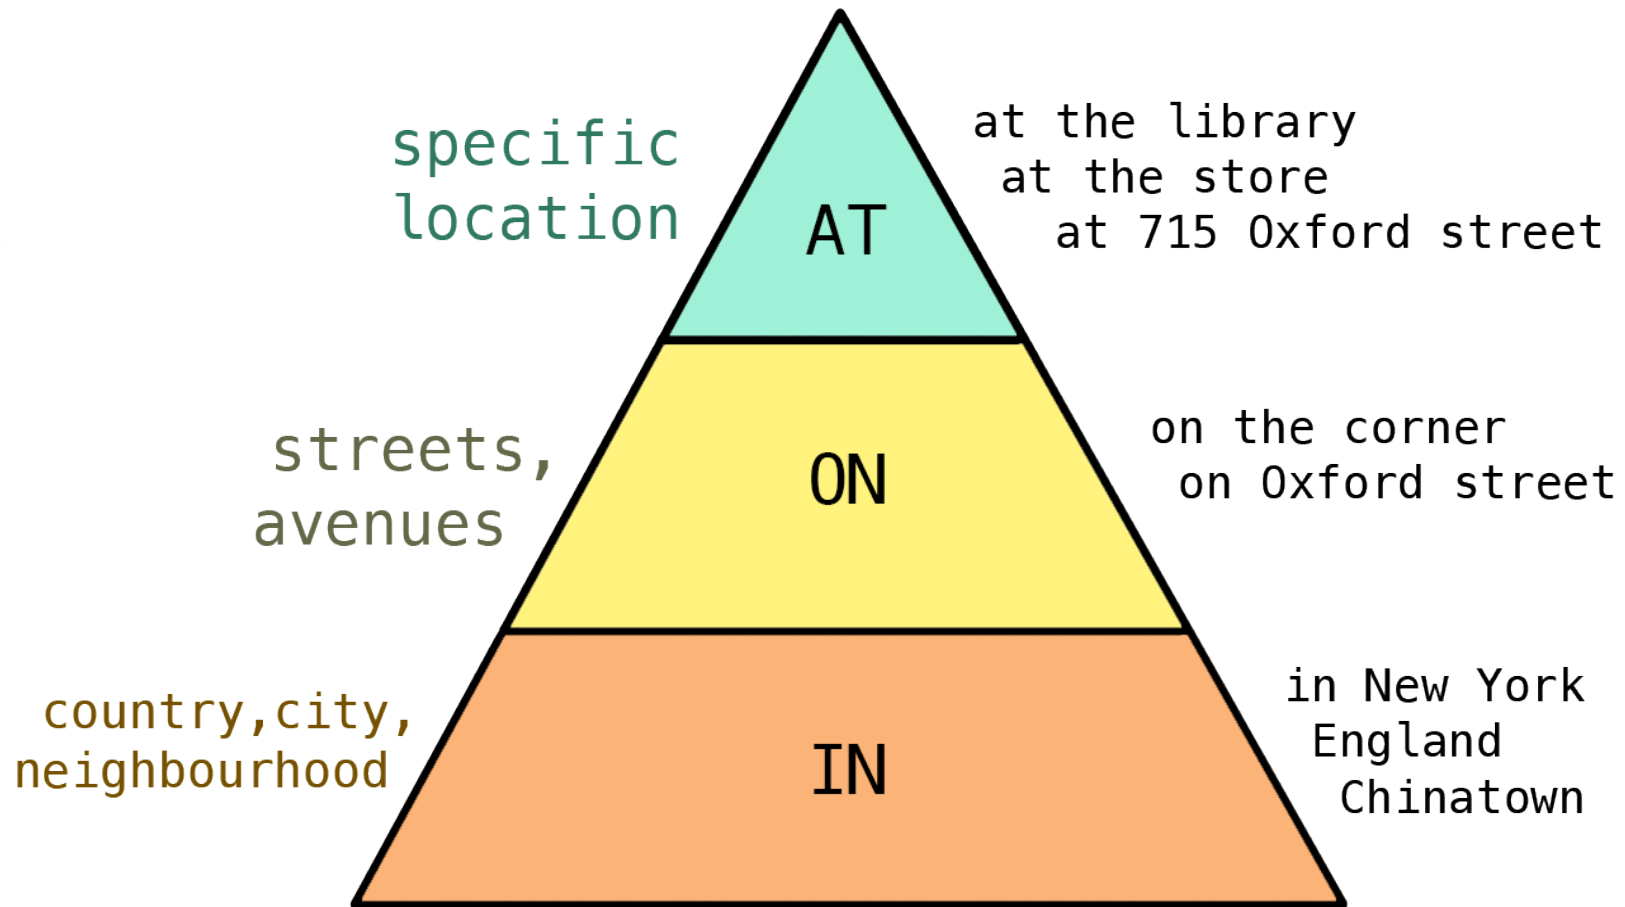 specific
location
AT
at the library
at the store
at 715 Oxford street
streets,
avenues
ON
on the corner
on Oxford street
country,city,
neighbourhood
IN
in New York
England
Chinatown